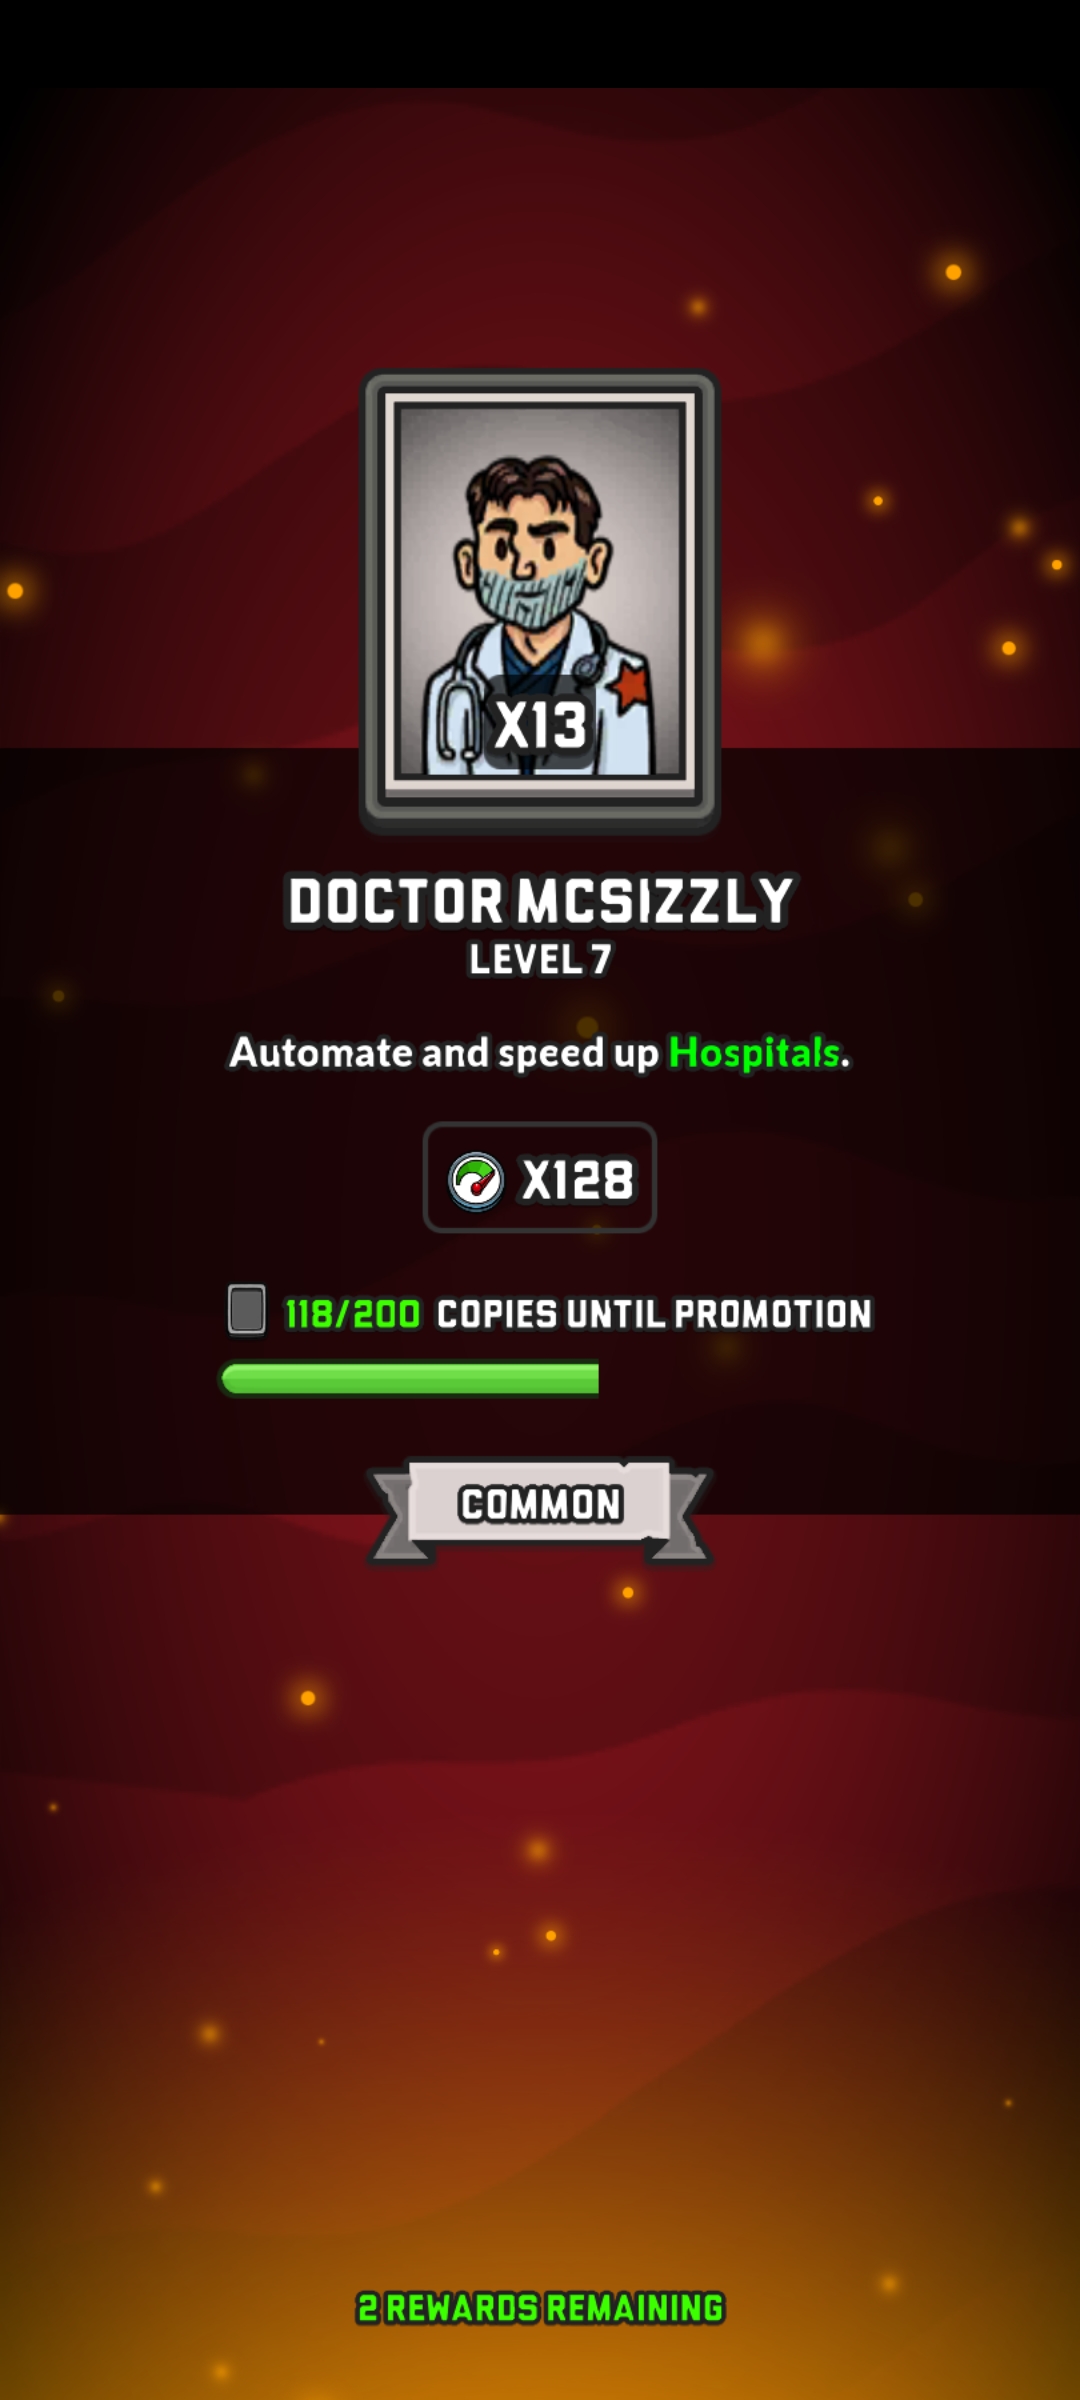 X13
DOCTOR MCSIZZLY
LEVEL 7
Automate and speed up Hospitals.
X128
118/200 COPIES UNTIL PROMOTION
COMMON
2 REWARDS REMAINING